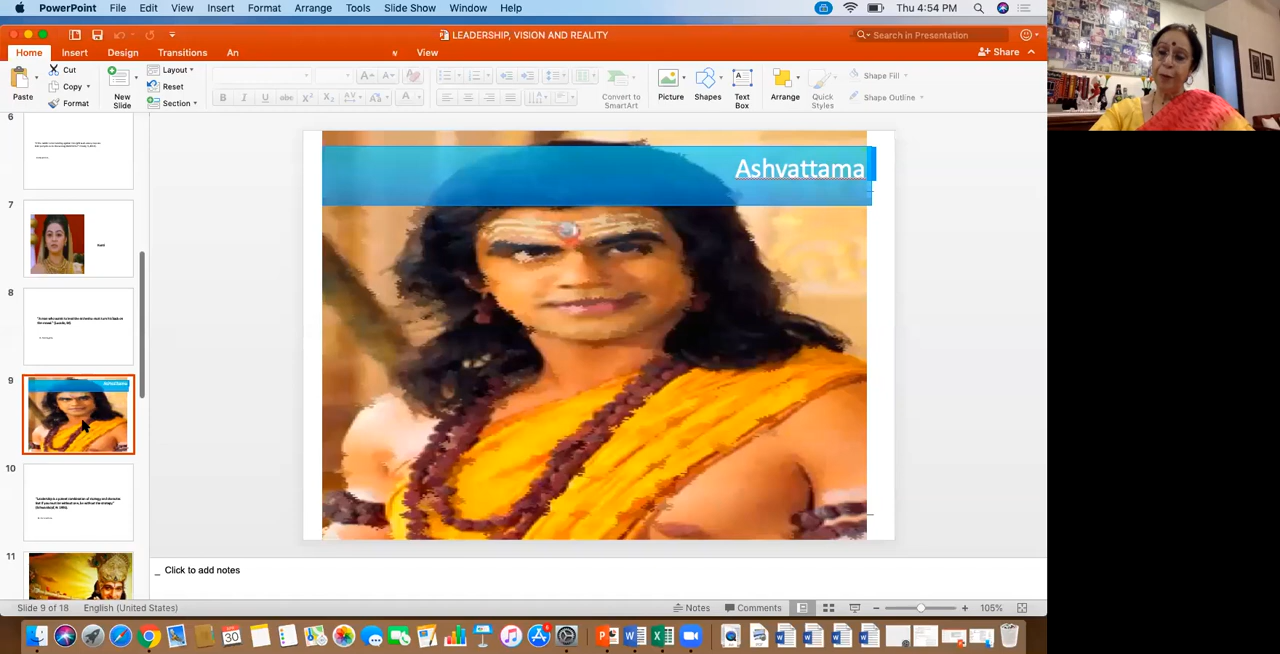 PowerPoint File Edit View Insert Format Arrange Tools Slide Show Window Help Thu 4:54 PM
LEADERSHIP, VISION AND REALITY
Search in Presentation
Home Insert Design Transitions An View
Share
Paste
Cut
Copy
Format
New
Slide
Layout
Reset
Section
Convert to
SmartArt
Picture
Shapes
Text
Box
Arrange
Quick
Styles
Shape Fill
Shape Outline
6
7
8
9
Ashvattama
10
11
Ashvattama
Click to add notes
Slide 9 of 18 English (United States)
Notes Comments 105%